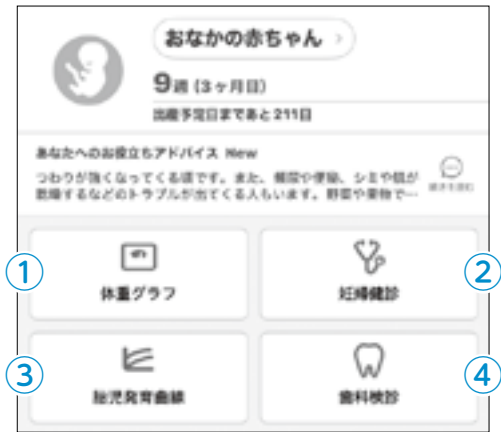 おなかの赤ちゃん >
9週 (3ヶ月目)
出産予定日まであと211日
あなたへのお役立ちアドバイス New
つわりが強くなってくる頃です。また、頻尿や便秘、シミや肌が
乾燥するなどのトラブルが出てくる人もいます。野菜や果物で…
続きを読む
① 体重グラフ
② 妊婦健診
③ 胎児発育曲線
④ 歯科検診